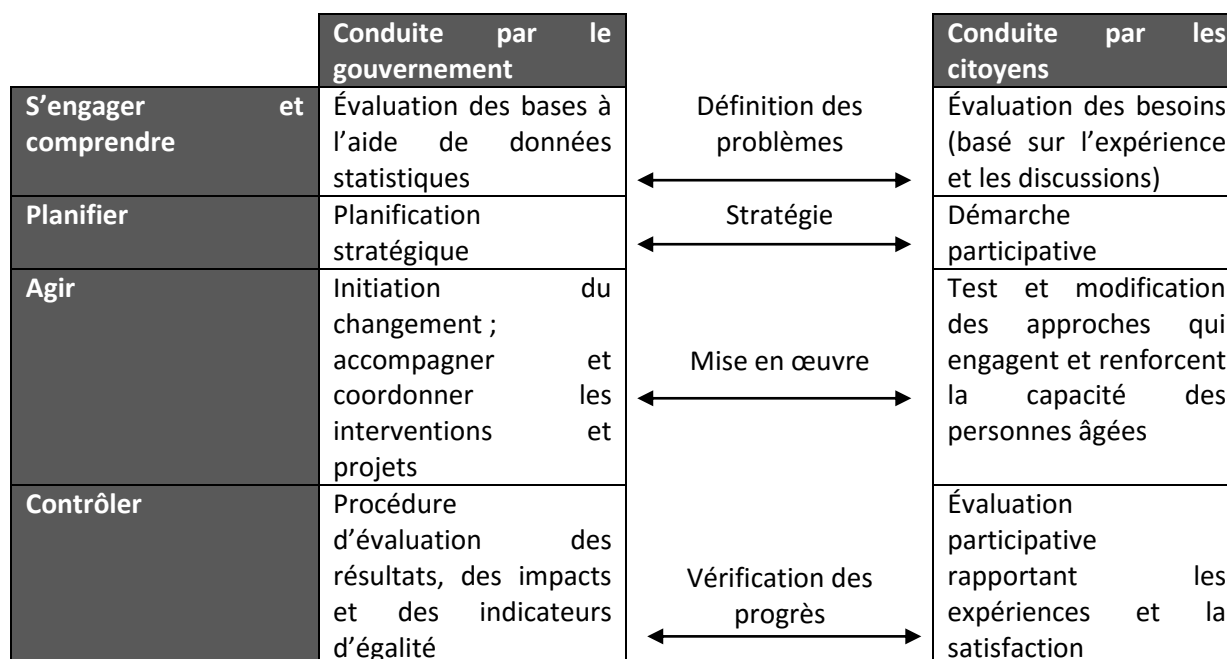 Conduite par le
gouvernement
Conduite par les
citoyens
S’engager et
comprendre
Évaluation des bases à
l’aide de données
statistiques
Définition des
problèmes
Évaluation des besoins
(basé sur l’expérience
et les discussions)
Planifier
Planification
stratégique
Stratégie
Démarche
participative
Agir
Initiation du
changement ;
accompagner et
coordonner les
interventions et
projets
Mise en œuvre
Test et modification
des approches qui
engagent et renforcent
la capacité des
personnes âgées
Contrôler
Procédure
d’évaluation des
résultats, des impacts
et des indicateurs
d’égalité
Vérification des
progrès
Évaluation
participative
rapportant les
expériences et la
satisfaction